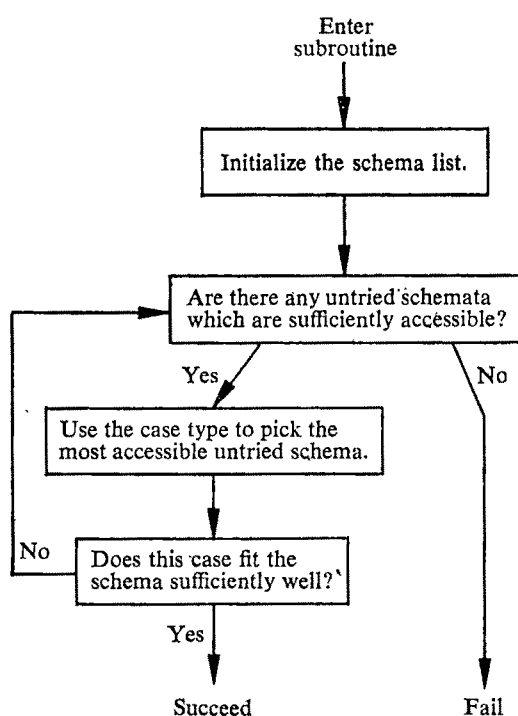 Enter
subroutine
Initialize the schema list.
Are there any untried schemata
which are sufficiently accessible?
Yes
No
Use the case type to pick the
most accessible untried schema.
No
Does this case fit the
schema sufficiently well?
Yes
Succeed
Fail